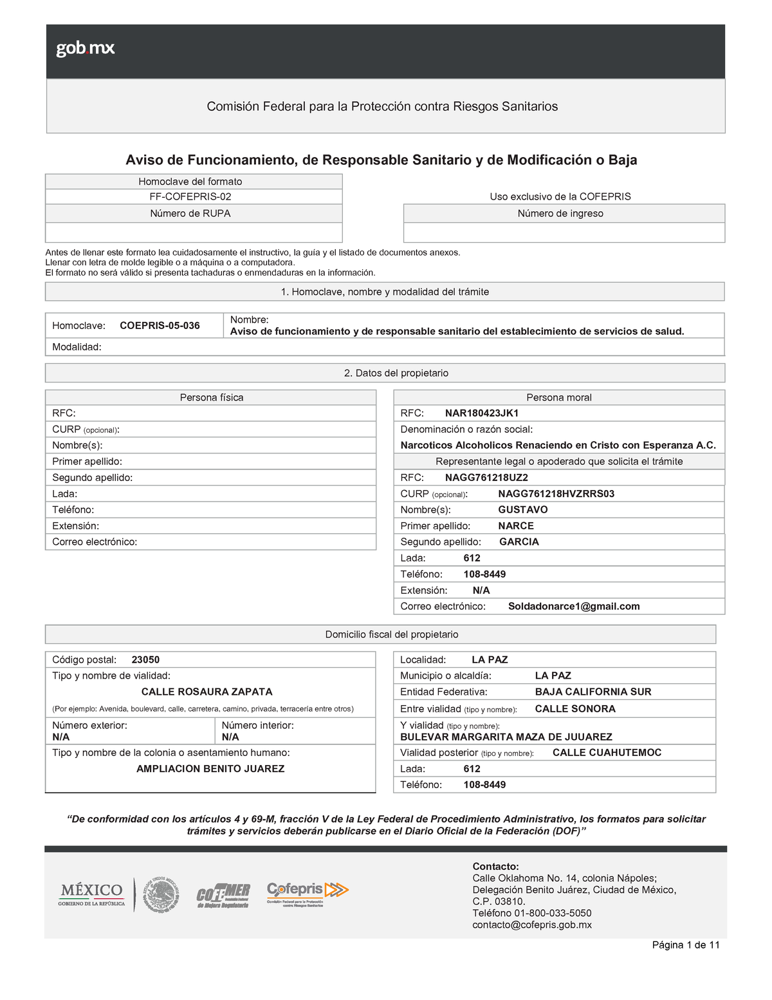 gob.mx
Comisión Federal para la Protección contra Riesgos Sanitarios
Aviso de Funcionamiento, de Responsable Sanitario y de Modificación o Baja
Homoclave del formato
FF-COFEPRIS-02
Número de RUPA
Uso exclusivo de la COFEPRIS
Número de ingreso
Antes de llenar este formato lea cuidadosamente el instructivo, la guía y el listado de documentos anexos.
Llenar con letra de molde legible o a máquina o a computadora.
El formato no será válido si presenta tachaduras o enmendaduras en la información.
1. Homoclave, nombre y modalidad del trámite
Homoclave: COEPRIS-05-036
Nombre:
Aviso de funcionamiento y de responsable sanitario del establecimiento de servicios de salud.
Modalidad:
2. Datos del propietario
Persona física
RFC:
CURP (opcional):
Nombre(s):
Primer apellido:
Segundo apellido:
Lada:
Teléfono:
Extensión:
Correo electrónico:
Persona moral
RFC: NAR180423JK1
Denominación o razón social:
Narcoticos Alcoholicos Renaciendo en Cristo con Esperanza A.C.
Representante legal o apoderado que solicita el trámite
RFC: NAGG761218UZ2
CURP (opcional): NAGG761218HVZRRS03
Nombre(s): GUSTAVO
Primer apellido: NARCE
Segundo apellido: GARCIA
Lada: 612
Teléfono: 108-8449
Extensión: N/A
Correo electrónico: Soldadonarce1@gmail.com
Domicilio fiscal del propietario
Código postal: 23050
Tipo y nombre de vialidad:
CALLE ROSAURA ZAPATA
(Por ejemplo: Avenida, boulevard, calle, carretera, camino, privada, terracería entre otros)
Número exterior:
N/A
Número interior:
N/A
Tipo y nombre de la colonia o asentamiento humano:
AMPLIACION BENITO JUAREZ
Localidad: LA PAZ
Municipio o alcaldía: LA PAZ
Entidad Federativa: BAJA CALIFORNIA SUR
Entre vialidad (tipo y nombre): CALLE SONORA
Y vialidad (tipo y nombre):
BULEVAR MARGARITA MAZA DE JUUAREZ
Vialidad posterior (tipo y nombre): CALLE CUAHUTEMOC
Lada: 612
Teléfono: 108-8449
“De conformidad con los artículos 4 y 69-M, fracción V de la Ley Federal de Procedimiento Administrativo, los formatos para solicitar
trámites y servicios deberán publicarse en el Diario Oficial de la Federación (DOF)”
MÉXICO
GOBIERNO DE LA REPÚBLICA
ESTADOS UNIDOS MEXICANOS
COFEMER
Comisión Federal
de Mejora Regulatoria
Cofepris
Comisión Federal para la Protección
contra Riesgos Sanitarios
Contacto:
Calle Oklahoma No. 14, colonia Nápoles;
Delegación Benito Juárez, Ciudad de México,
C.P. 03810.
Teléfono 01-800-033-5050
contacto@cofepris.gob.mx
Página 1 de 11